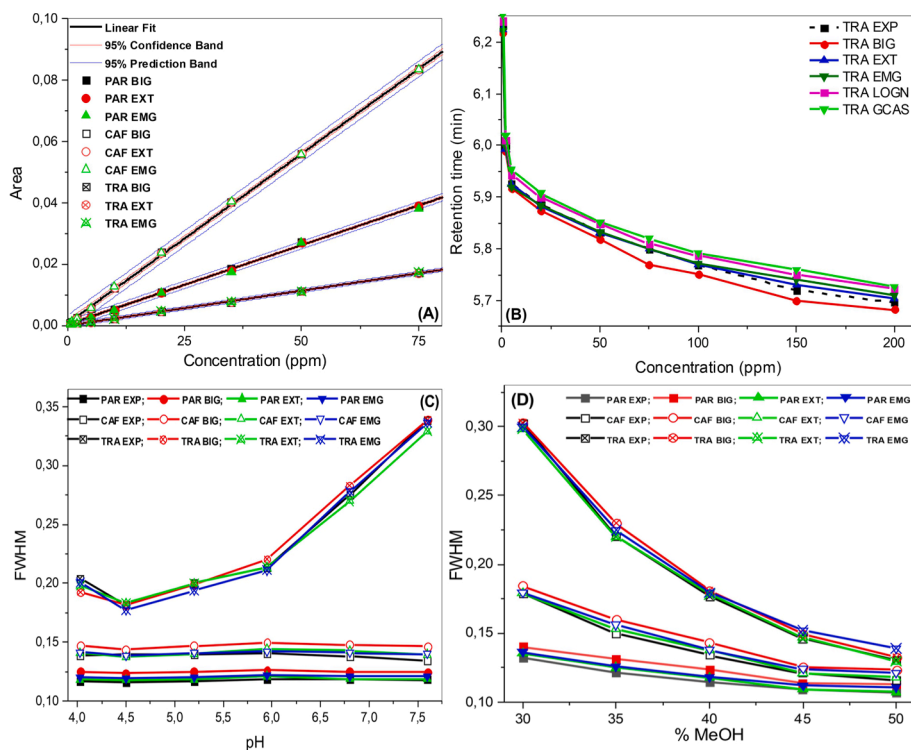 0,10
0,08
0,06
0,04
0,02
0,00
Area
Linear Fit
95% Confidence Band
95% Prediction Band
PAR BIG
PAR EXT
PAR EMG
CAF BIG
CAF EXT
CAF EMG
TRA BIG
TRA EXT
TRA EMG
(A)
0 25 50 75
Concentration (ppm)
6,2
6,1
6,0
5,9
5,8
5,7
Retention time (min)
TRA EXP
TRA BIG
TRA EXT
TRA EMG
TRA LOGN
TRA GCAS
(B)
0 50 100 150 200
Concentration (ppm)
0,35
0,30
0,25
0,20
0,15
0,10
FWHM
PAR EXP; PAR BIG; PAR EXT; PAR EMG
CAF EXP; CAF BIG; CAF EXT; CAF EMG
TRA EXP; TRA BIG; TRA EXT; TRA EMG
(C)
4,0 4,5 5,0 5,5 6,0 6,5 7,0 7,5
pH
0,30
0,25
0,20
0,15
0,10
FWHM
(D)
PAR EXP; PAR BIG; PAR EXT; PAR EMG
CAF EXP; CAF BIG; CAF EXT; CAF EMG
TRA EXP; TRA BIG; TRA EXT; TRA EMG
30 35 40 45 50
% MeOH